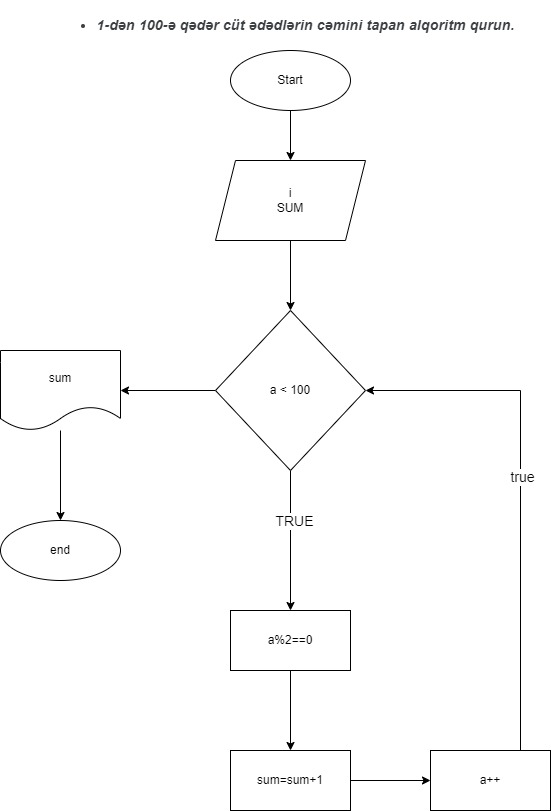 1-dən 100-ə qədər cüt ədədlərin cəmini tapan alqoritm qurun.
Start
i
SUM
a < 100
sum
true
TRUE
end
a%2==0
sum=sum+1
a++